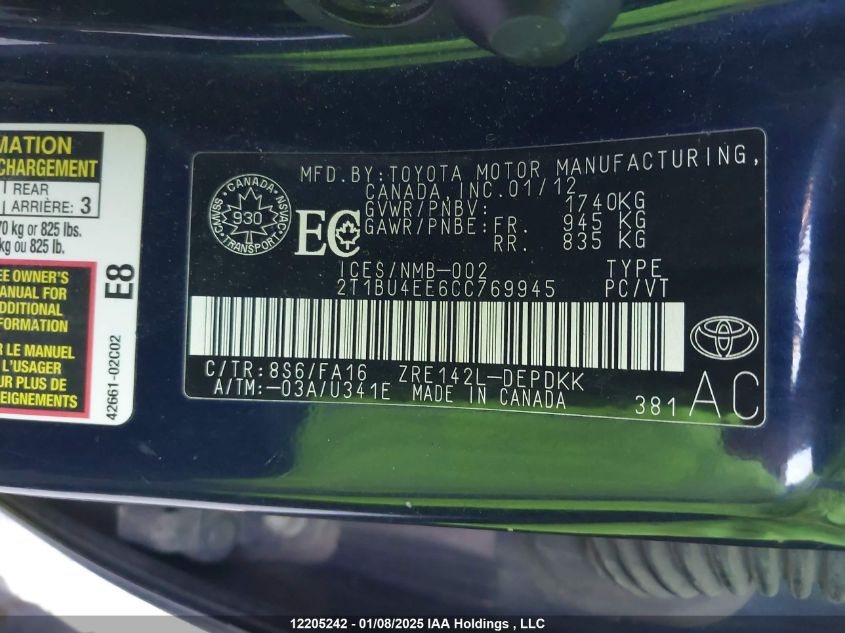 MATION
CHARGEMENT
REAR
ARRIÈRE: 3
70 kg or 825 lbs.
kg ou 825 lb.
EE OWNER'S
ANUAL FOR
DDITIONAL
FORMATION
R LE MANUEL
L'USAGER
UR PLUS DE
SEIGNEMENTS
E8
42661-02C02
CANADA
CMVSS
NSVAC
930
TRANSPORT
EC
MFD.BY:TOYOTA MOTOR MANUFACTURING,
CANADA,INC.01/12
GVWR/PNBV: 1740KG
GAWR/PNBE:FR. 945 KG
RR. 835 KG
ICES/NMB-002 TYPE
2T1BU4EE6CC769945 PC/VT
C/TR:8S6/FA16 ZRE142L-DEPDKK
A/TM:-03A/U341E MADE IN CANADA
381 AC
12205242 - 01/08/2025 IAA Holdings , LLC